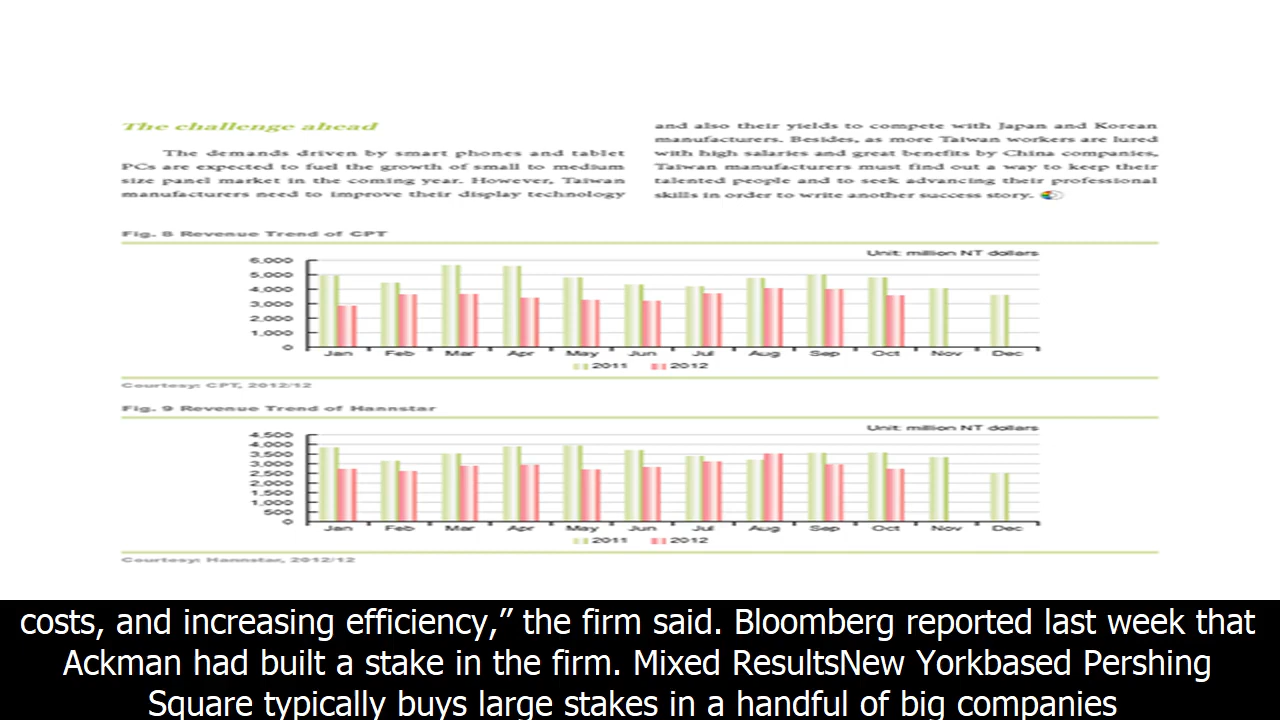 The challenge ahead
The demands driven by smart phones and tablet
PCs are expected to fuel the growth of small to medium
size panel market in the coming year. However, Taiwan
manufacturers need to improve their display technology
and also their yields to compete with Japan and Korean
manufacturers. Besides, as more Taiwan workers are lured
with high salaries and great benefits by China companies,
Taiwan manufacturers must find out a way to keep their
talented people and to seek advancing their professional
skills in order to write another success story.
Fig. 8 Revenue Trend of CPT
Unit: million NT dollars
6,000
5,000
4,000
3,000
2,000
1,000
0
Jan Feb Mar Apr May Jun Jul Aug Sep Oct Nov Dec
2011 2012
Courtesy: CPT, 2012/12
Fig. 9 Revenue Trend of Hannstar
Unit: million NT dollars
4,500
4,000
3,500
3,000
2,500
2,000
1,500
1,000
500
0
Jan Feb Mar Apr May Jun Jul Aug Sep Oct Nov Dec
2011 2012
Courtesy: Hannstar, 2012/12
costs, and increasing efficiency,” the firm said. Bloomberg reported last week that
Ackman had built a stake in the firm. Mixed ResultsNew Yorkbased Pershing
Square typically buys large stakes in a handful of big companies